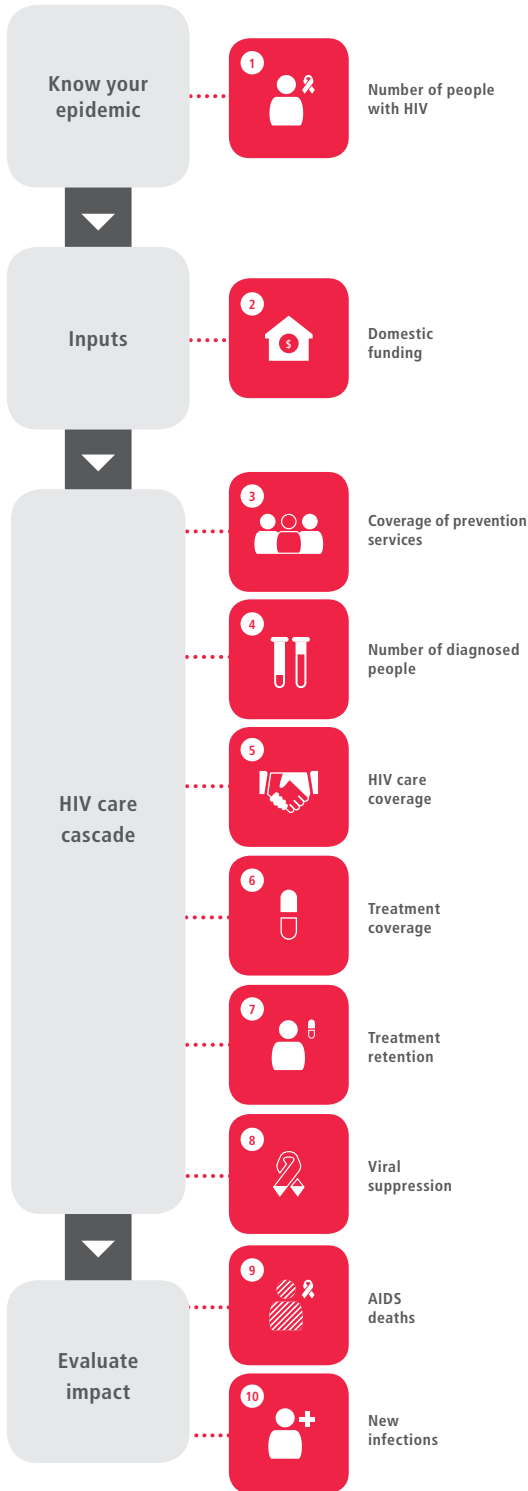 Know your
epidemic
1
Number of people
with HIV
Inputs
2
$
Domestic
funding
HIV care
cascade
3
Coverage of prevention
services
4
Number of diagnosed
people
5
HIV care
coverage
6
Treatment
coverage
7
Treatment
retention
8
Viral
suppression
Evaluate
impact
9
AIDS
deaths
10
New
infections